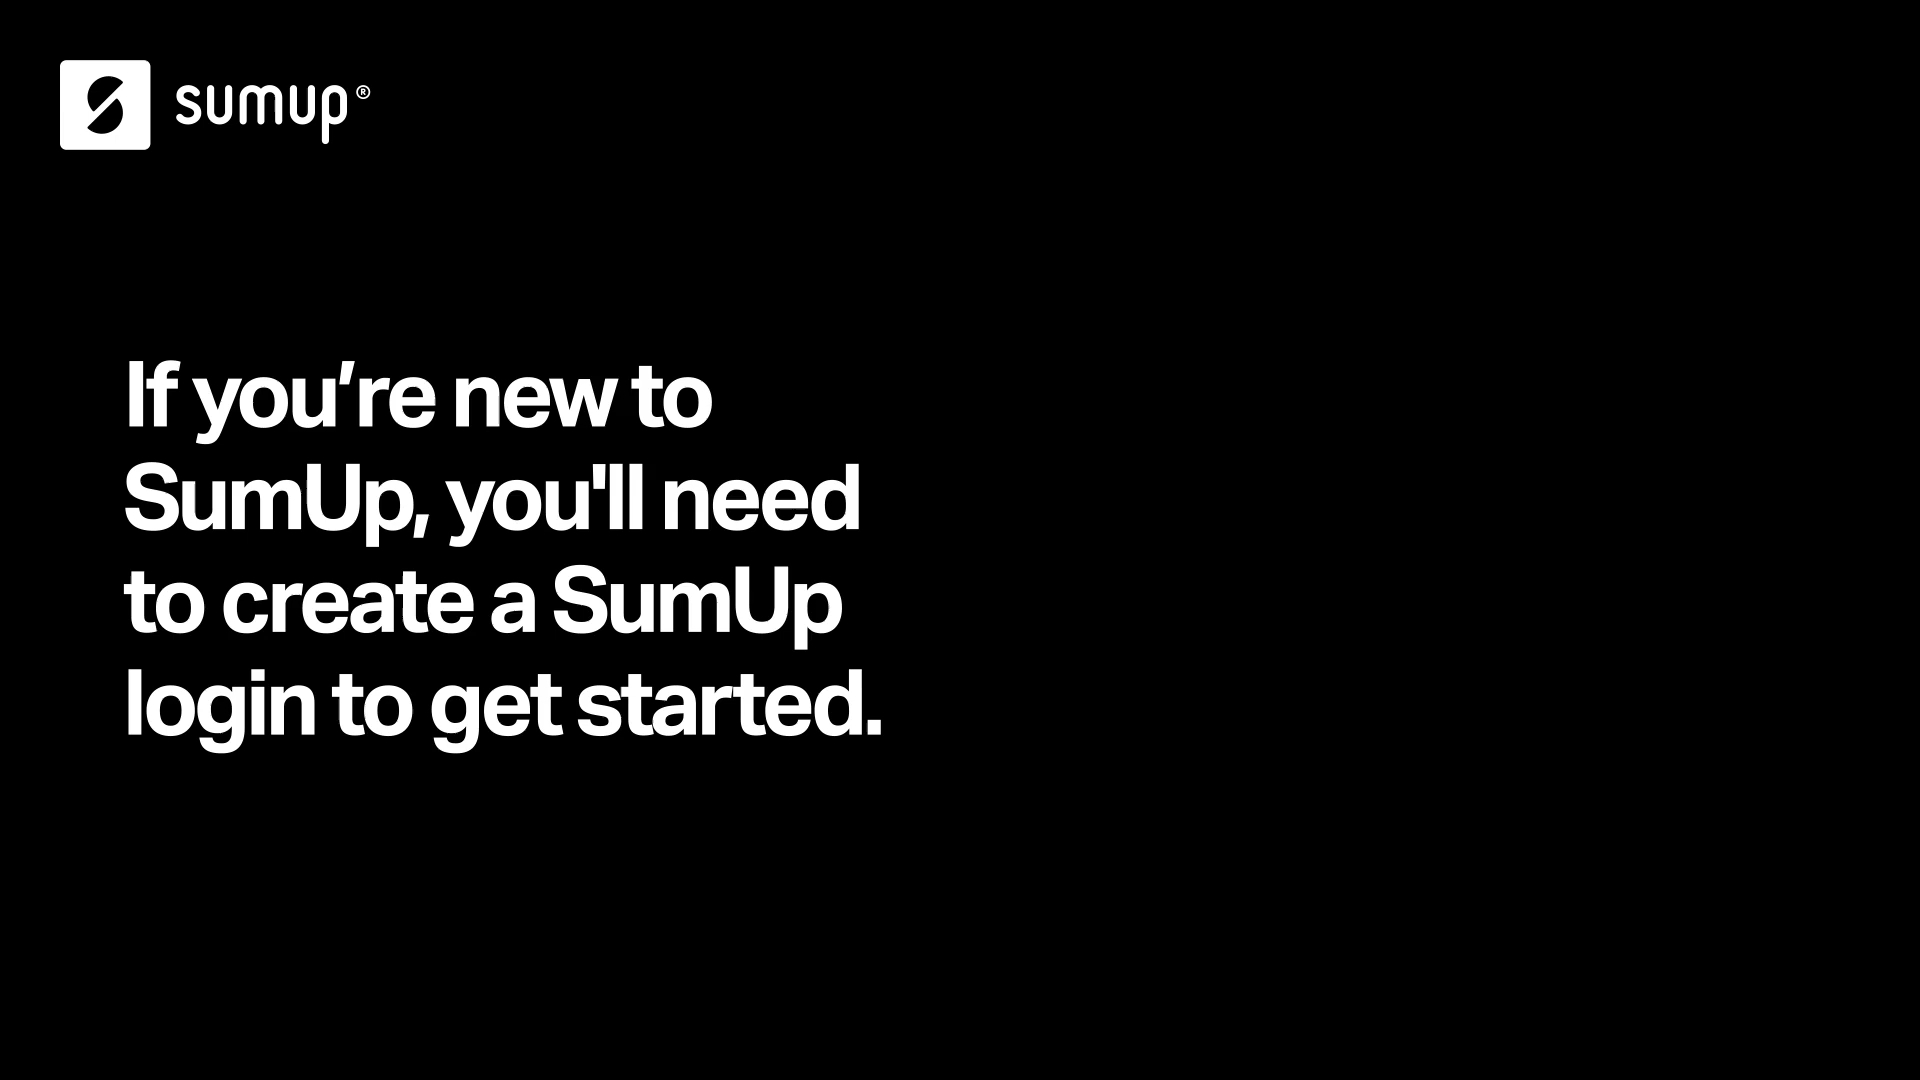 sumup®
If you’re new to
SumUp, you'll need
to create a SumUp
login to get started.